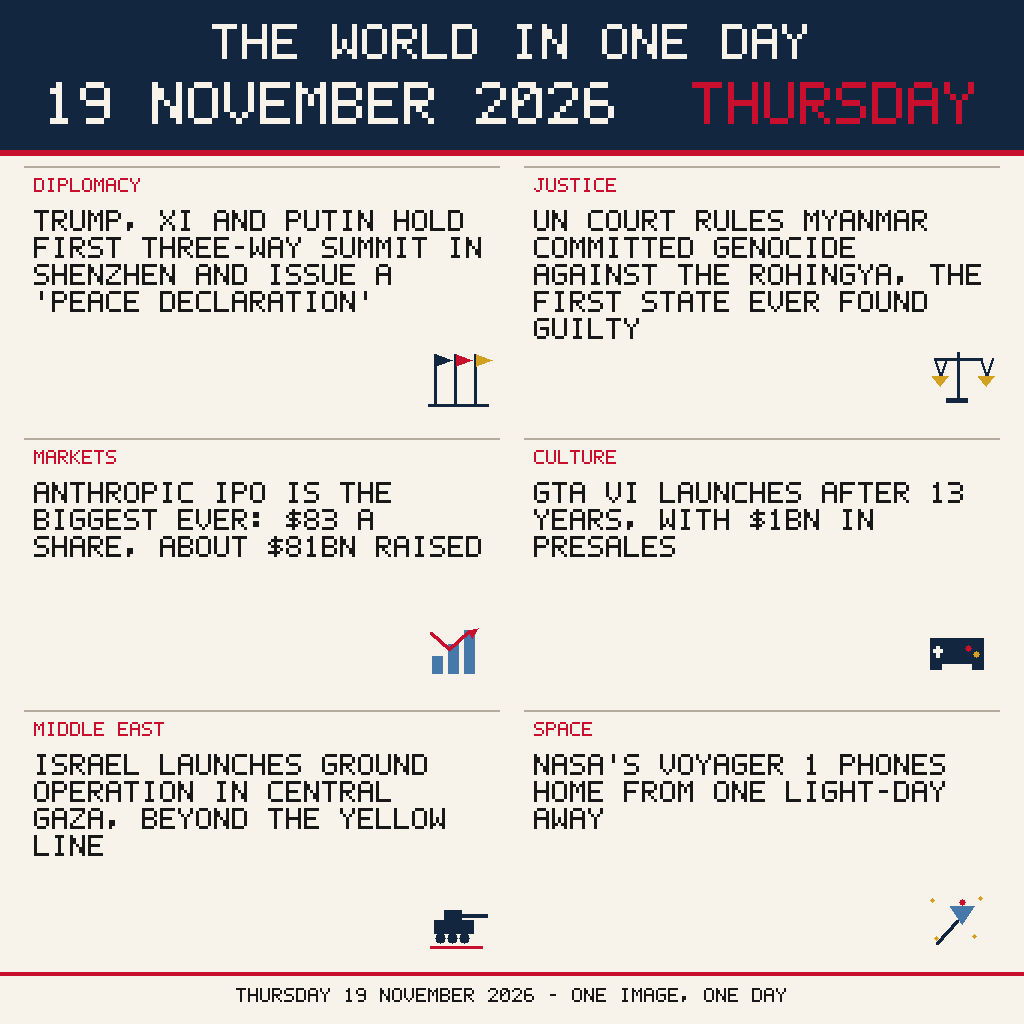 THE WORLD IN ONE DAY
19 NOVEMBER 2026 THURSDAY
DIPLOMACY
TRUMP, XI AND PUTIN HOLD
FIRST THREE-WAY SUMMIT IN
SHENZHEN AND ISSUE A
'PEACE DECLARATION'
JUSTICE
UN COURT RULES MYANMAR
COMMITTED GENOCIDE
AGAINST THE ROHINGYA, THE
FIRST STATE EVER FOUND
GUILTY
MARKETS
ANTHROPIC IPO IS THE
BIGGEST EVER: $83 A
SHARE, ABOUT $81BN RAISED
CULTURE
GTA VI LAUNCHES AFTER 13
YEARS, WITH $1BN IN
PRESALES
MIDDLE EAST
ISRAEL LAUNCHES GROUND
OPERATION IN CENTRAL
GAZA, BEYOND THE YELLOW
LINE
SPACE
NASA'S VOYAGER 1 PHONES
HOME FROM ONE LIGHT-DAY
AWAY
THURSDAY 19 NOVEMBER 2026 - ONE IMAGE, ONE DAY